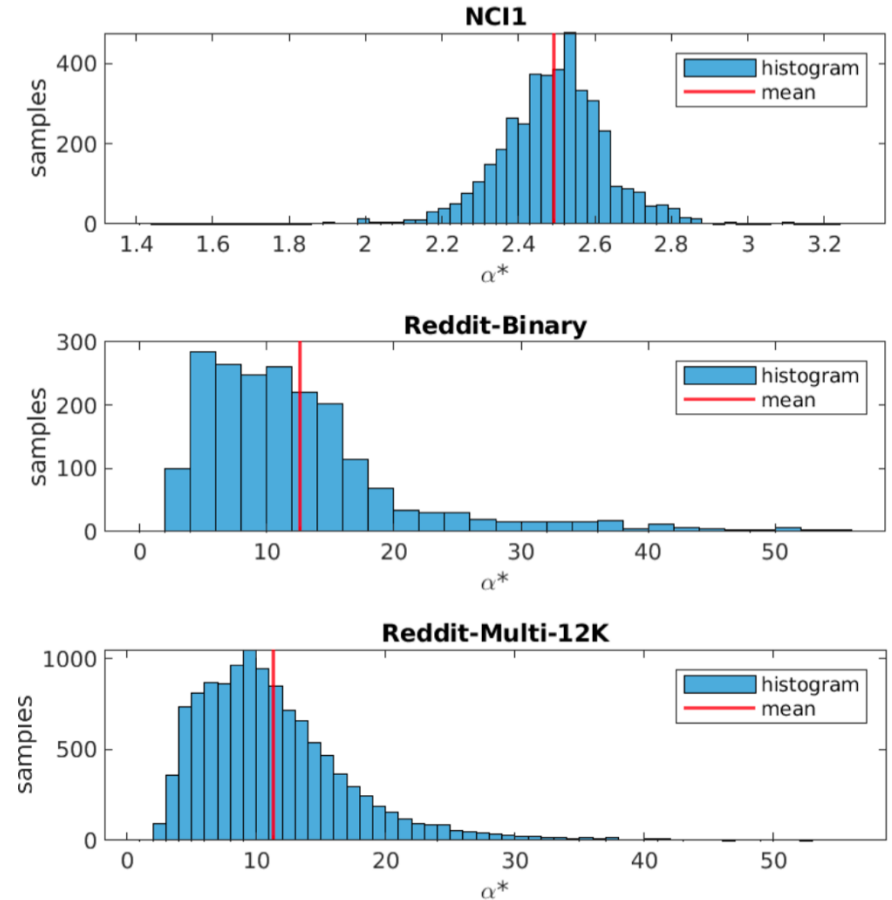 NCI1
400
200
0
samples
histogram
mean
1.4 1.6 1.8 2 2.2 2.4 2.6 2.8 3 3.2
α*
Reddit-Binary
300
200
100
0
samples
histogram
mean
0 10 20 30 40 50
α*
Reddit-Multi-12K
1000
500
0
samples
histogram
mean
0 10 20 30 40 50
α*